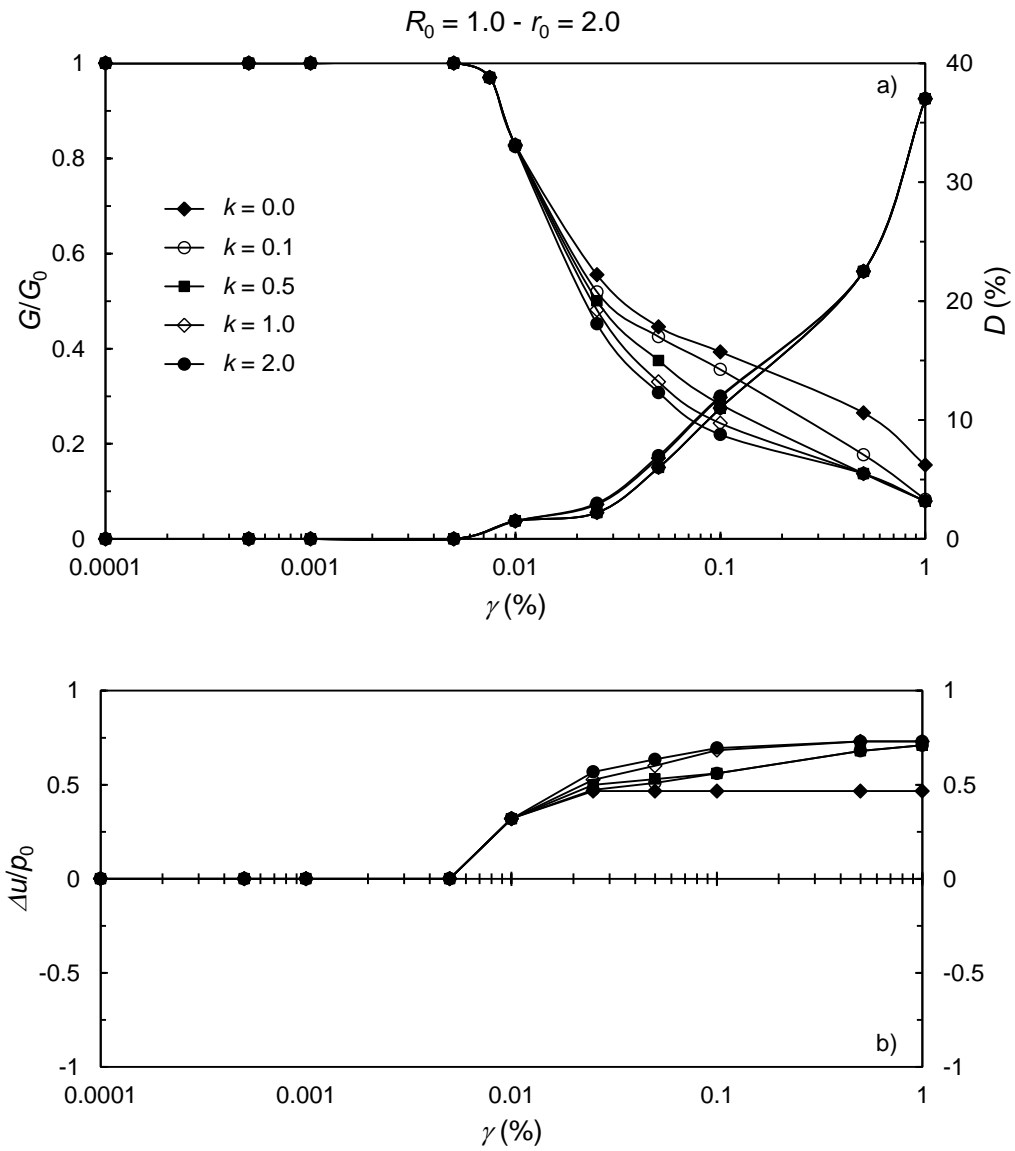 R0 = 1.0 - r0 = 2.0
a)
1
0.8
0.6
0.4
0.2
0
G/G0
40
30
20
10
0
D (%)
k = 0.0
k = 0.1
k = 0.5
k = 1.0
k = 2.0
0.0001 0.001 0.01 0.1 1
γ (%)
1
0.5
0
-0.5
-1
Δu/p0
1
0.5
0
-0.5
-1
b)
0.0001 0.001 0.01 0.1 1
γ (%)